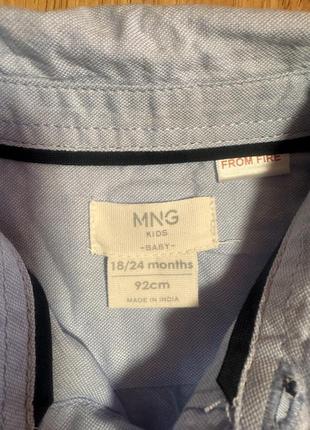 FROM FIRE
MNG
KIDS
-BABY-
18/24 months
92cm
MADE IN INDIA